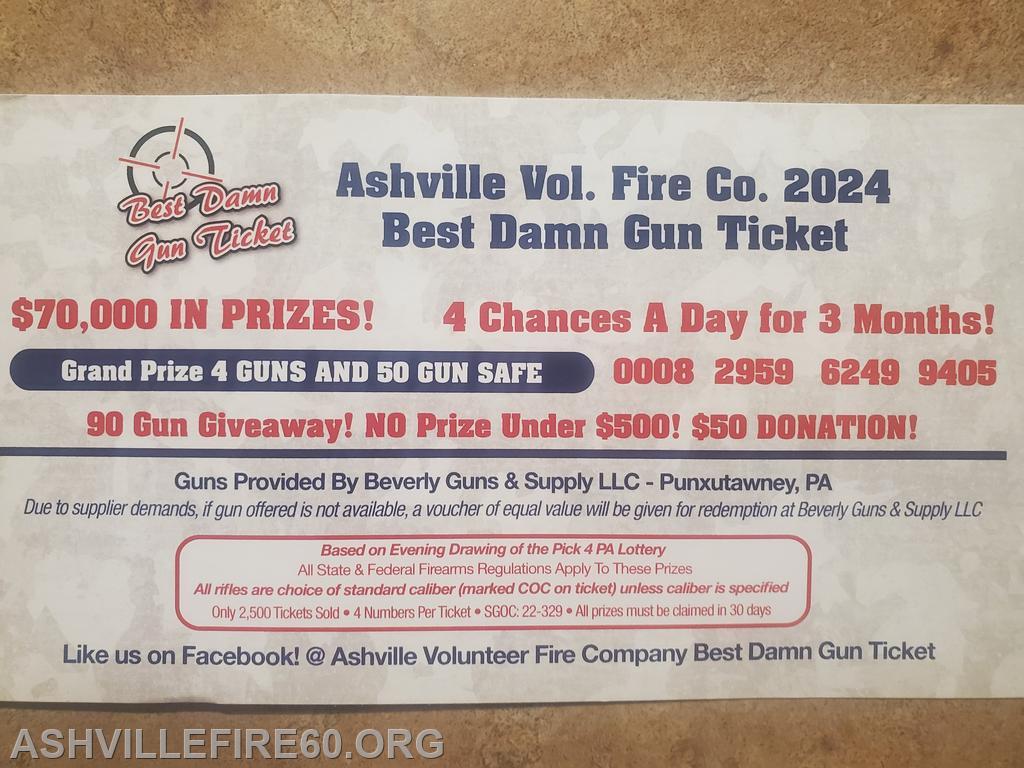 Best Damn
Gun Ticket
Ashville Vol. Fire Co. 2024
Best Damn Gun Ticket
$70,000 IN PRIZES! 4 Chances A Day for 3 Months!
Grand Prize 4 GUNS AND 50 GUN SAFE 0008 2959 6249 9405
90 Gun Giveaway! NO Prize Under $500! $50 DONATION!
Guns Provided By Beverly Guns & Supply LLC - Punxutawney, PA
Due to supplier demands, if gun offered is not available, a voucher of equal value will be given for redemption at Beverly Guns & Supply LLC
Based on Evening Drawing of the Pick 4 PA Lottery
All State & Federal Firearms Regulations Apply To These Prizes
All rifles are choice of standard caliber (marked COC on ticket) unless caliber is specified
Only 2,500 Tickets Sold • 4 Numbers Per Ticket • SGOC: 22-329 • All prizes must be claimed in 30 days
Like us on Facebook! @ Ashville Volunteer Fire Company Best Damn Gun Ticket
ASHVILLEFIRE60.ORG